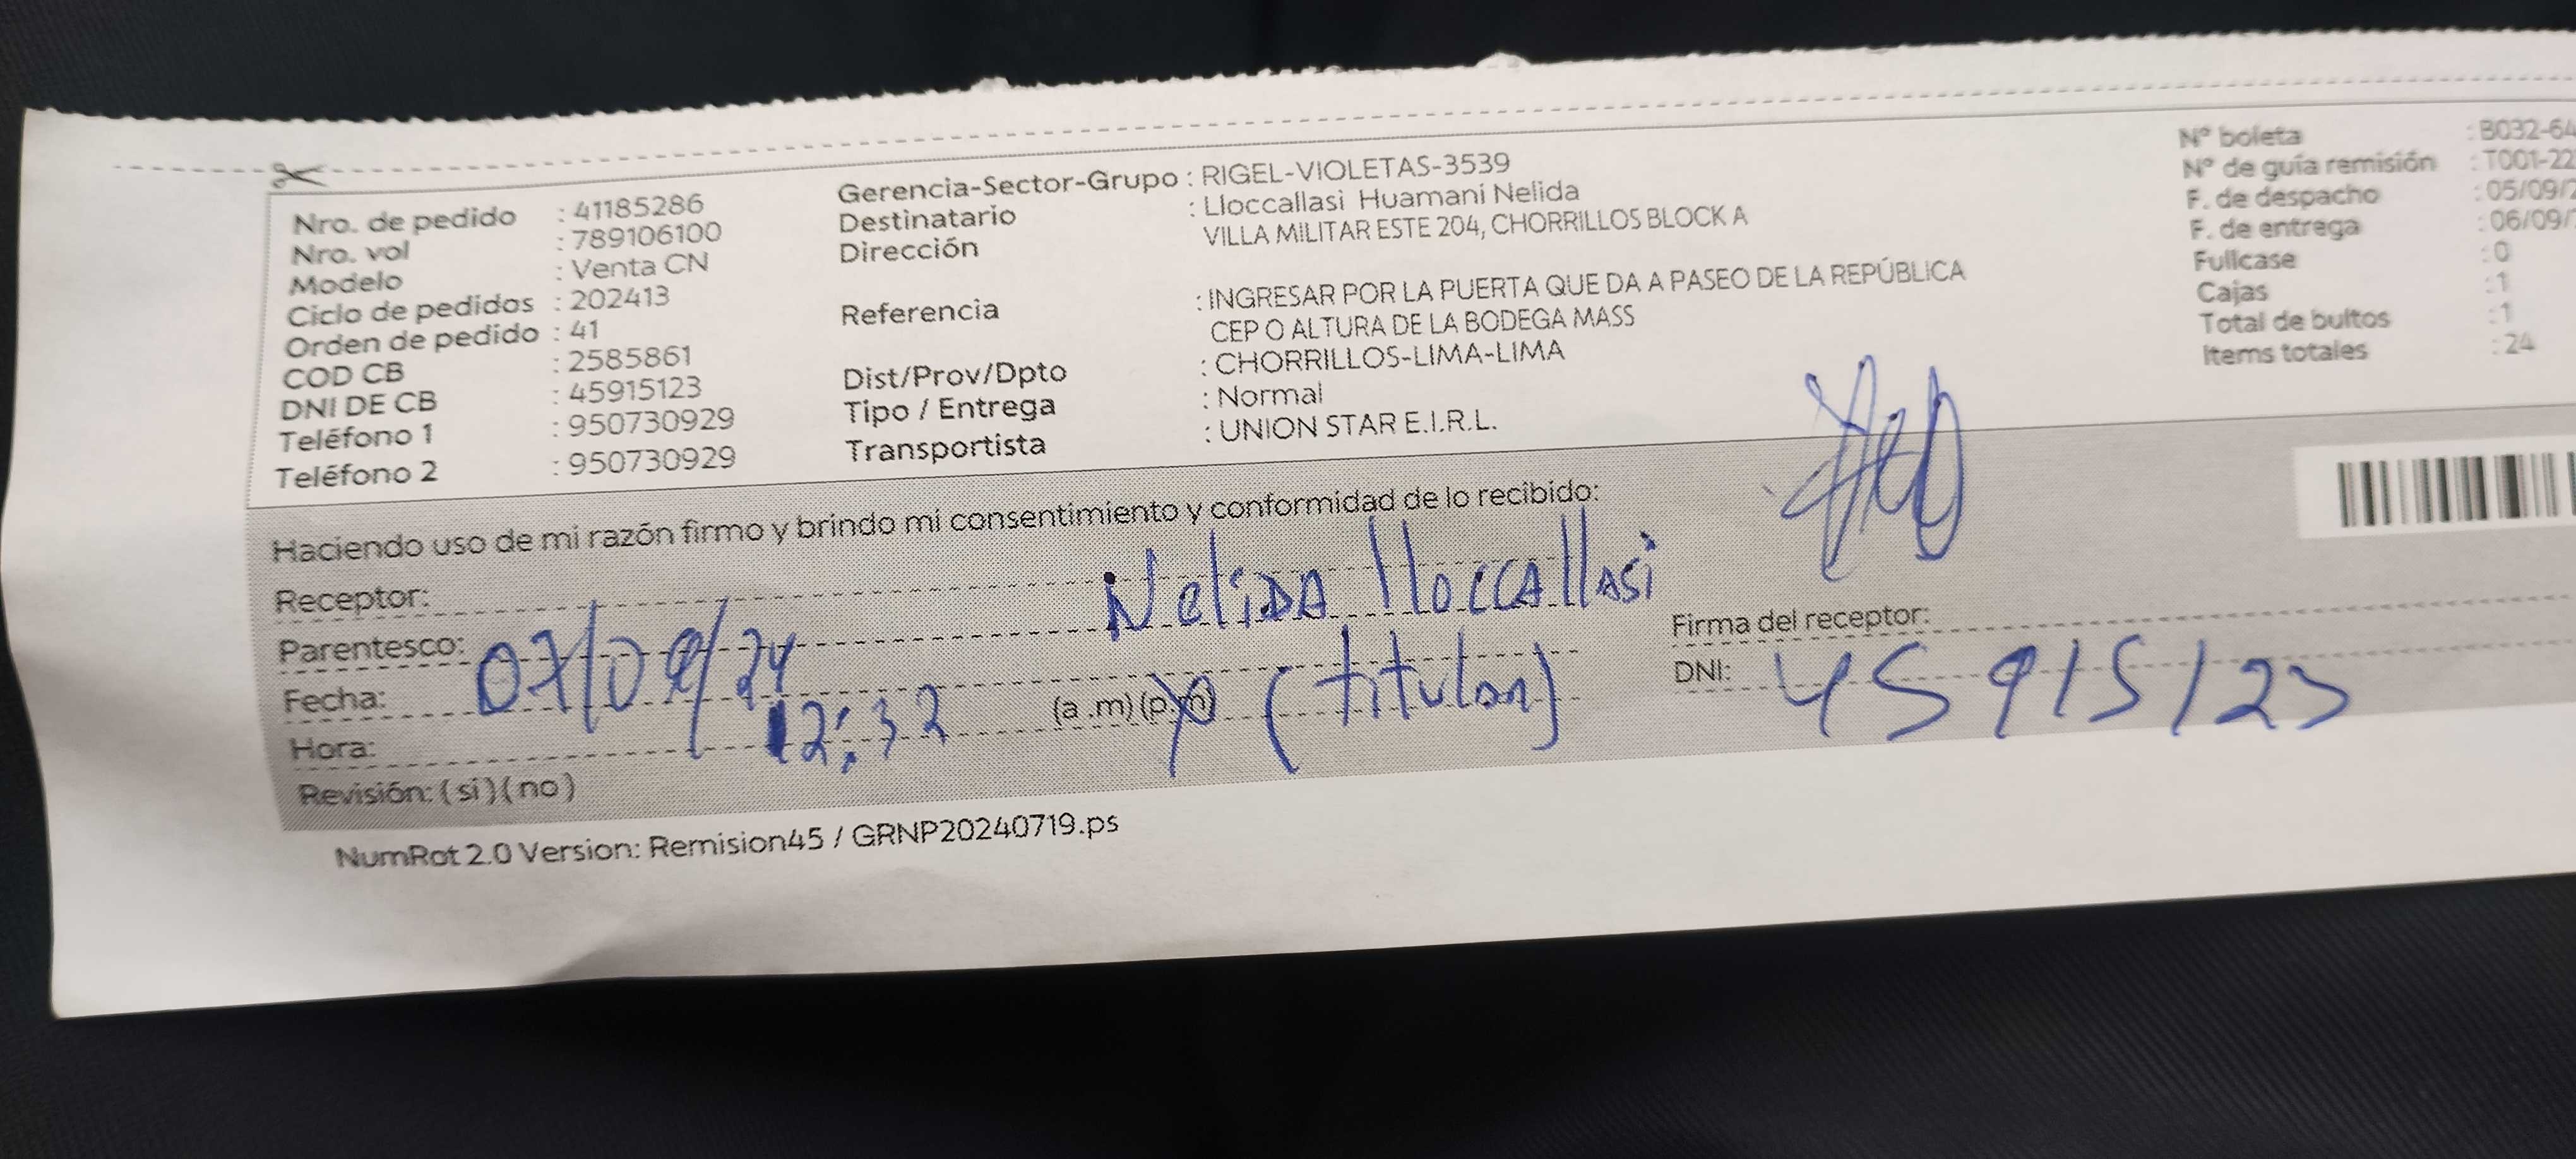 Nro. de pedido : 41185286
Nro. vol : 789106100
Modelo : Venta CN
Ciclo de pedidos : 202413
Orden de pedido : 41
COD CB : 2585861
DNI DE CB : 45915123
Teléfono 1 : 950730929
Teléfono 2 : 950730929
Gerencia-Sector-Grupo : RIGEL-VIOLETAS-3539
Destinatario : Lloccallasi Huamani Nelida
Dirección VILLA MILITAR ESTE 204, CHORRILLOS BLOCK A
Referencia : INGRESAR POR LA PUERTA QUE DA A PASEO DE LA REPÚBLICA
CEP O ALTURA DE LA BODEGA MASS
Dist/Prov/Dpto : CHORRILLOS-LIMA-LIMA
Tipo / Entrega : Normal
Transportista : UNION STAR E.I.R.L.
N° boleta : B032-64
N° de guía remisión : T001-22
F. de despacho : 05/09/2
F. de entrega : 06/09/
Fullcase : 0
Cajas : 1
Total de bultos : 1
Items totales : 24
Haciendo uso de mi razón firmo y brindo mi consentimiento y conformidad de lo recibido:
Receptor: Nelida lloccallasi
Parentesco: (titular)
Fecha: 07/09/24
Hora: 12:32 (a .m) (p.m)
Revisión: ( si ) ( no )
Firma del receptor:
DNI: 45915123
NumRot 2.0 Version: Remision45 / GRNP20240719.ps